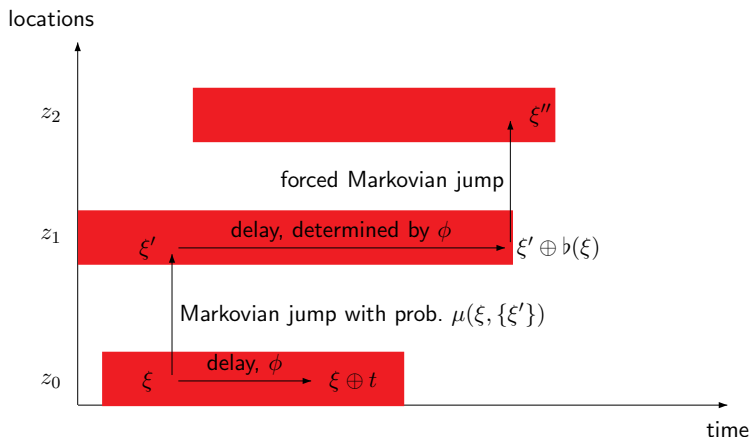 locations
z₂
ξ″
forced Markovian jump
z₁
ξ′
delay, determined by ϕ
ξ′ ⊕ ♭(ξ)
Markovian jump with prob. μ(ξ, {ξ′})
z₀
ξ
delay, ϕ
ξ ⊕ t
time